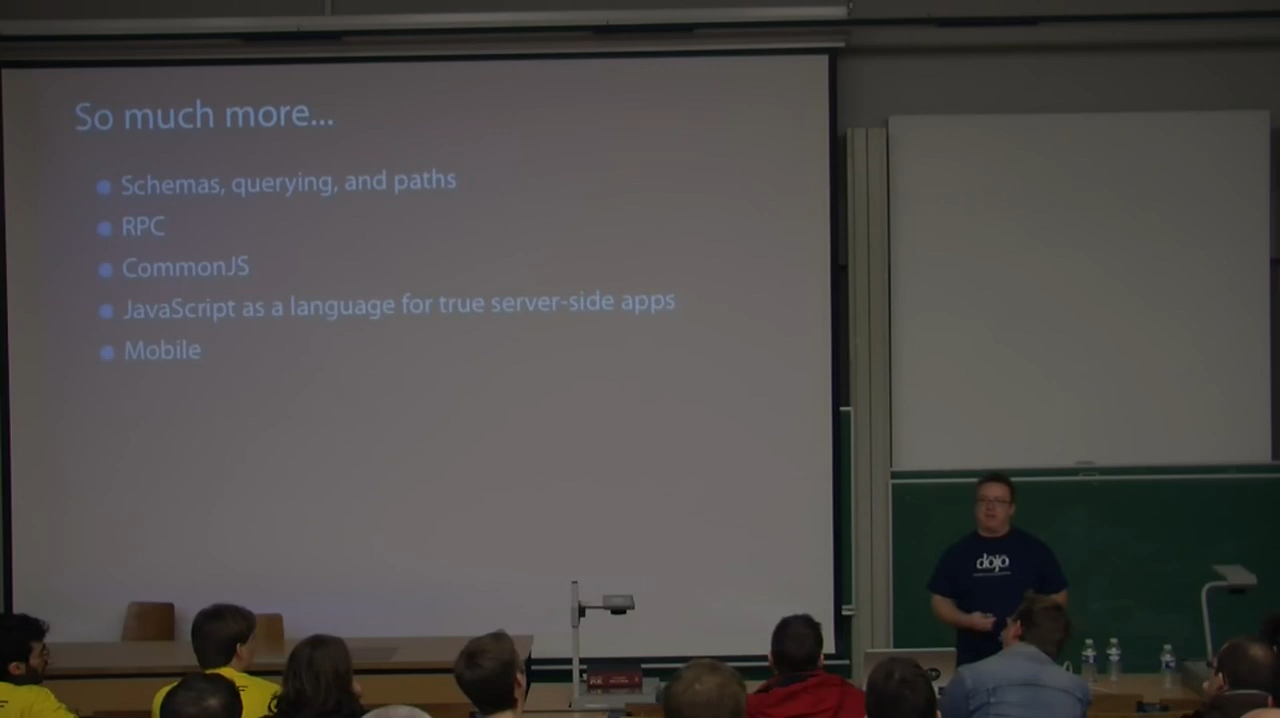 So much more...
Schemas, querying, and paths
RPC
CommonJS
JavaScript as a language for true server-side apps
Mobile
dojo